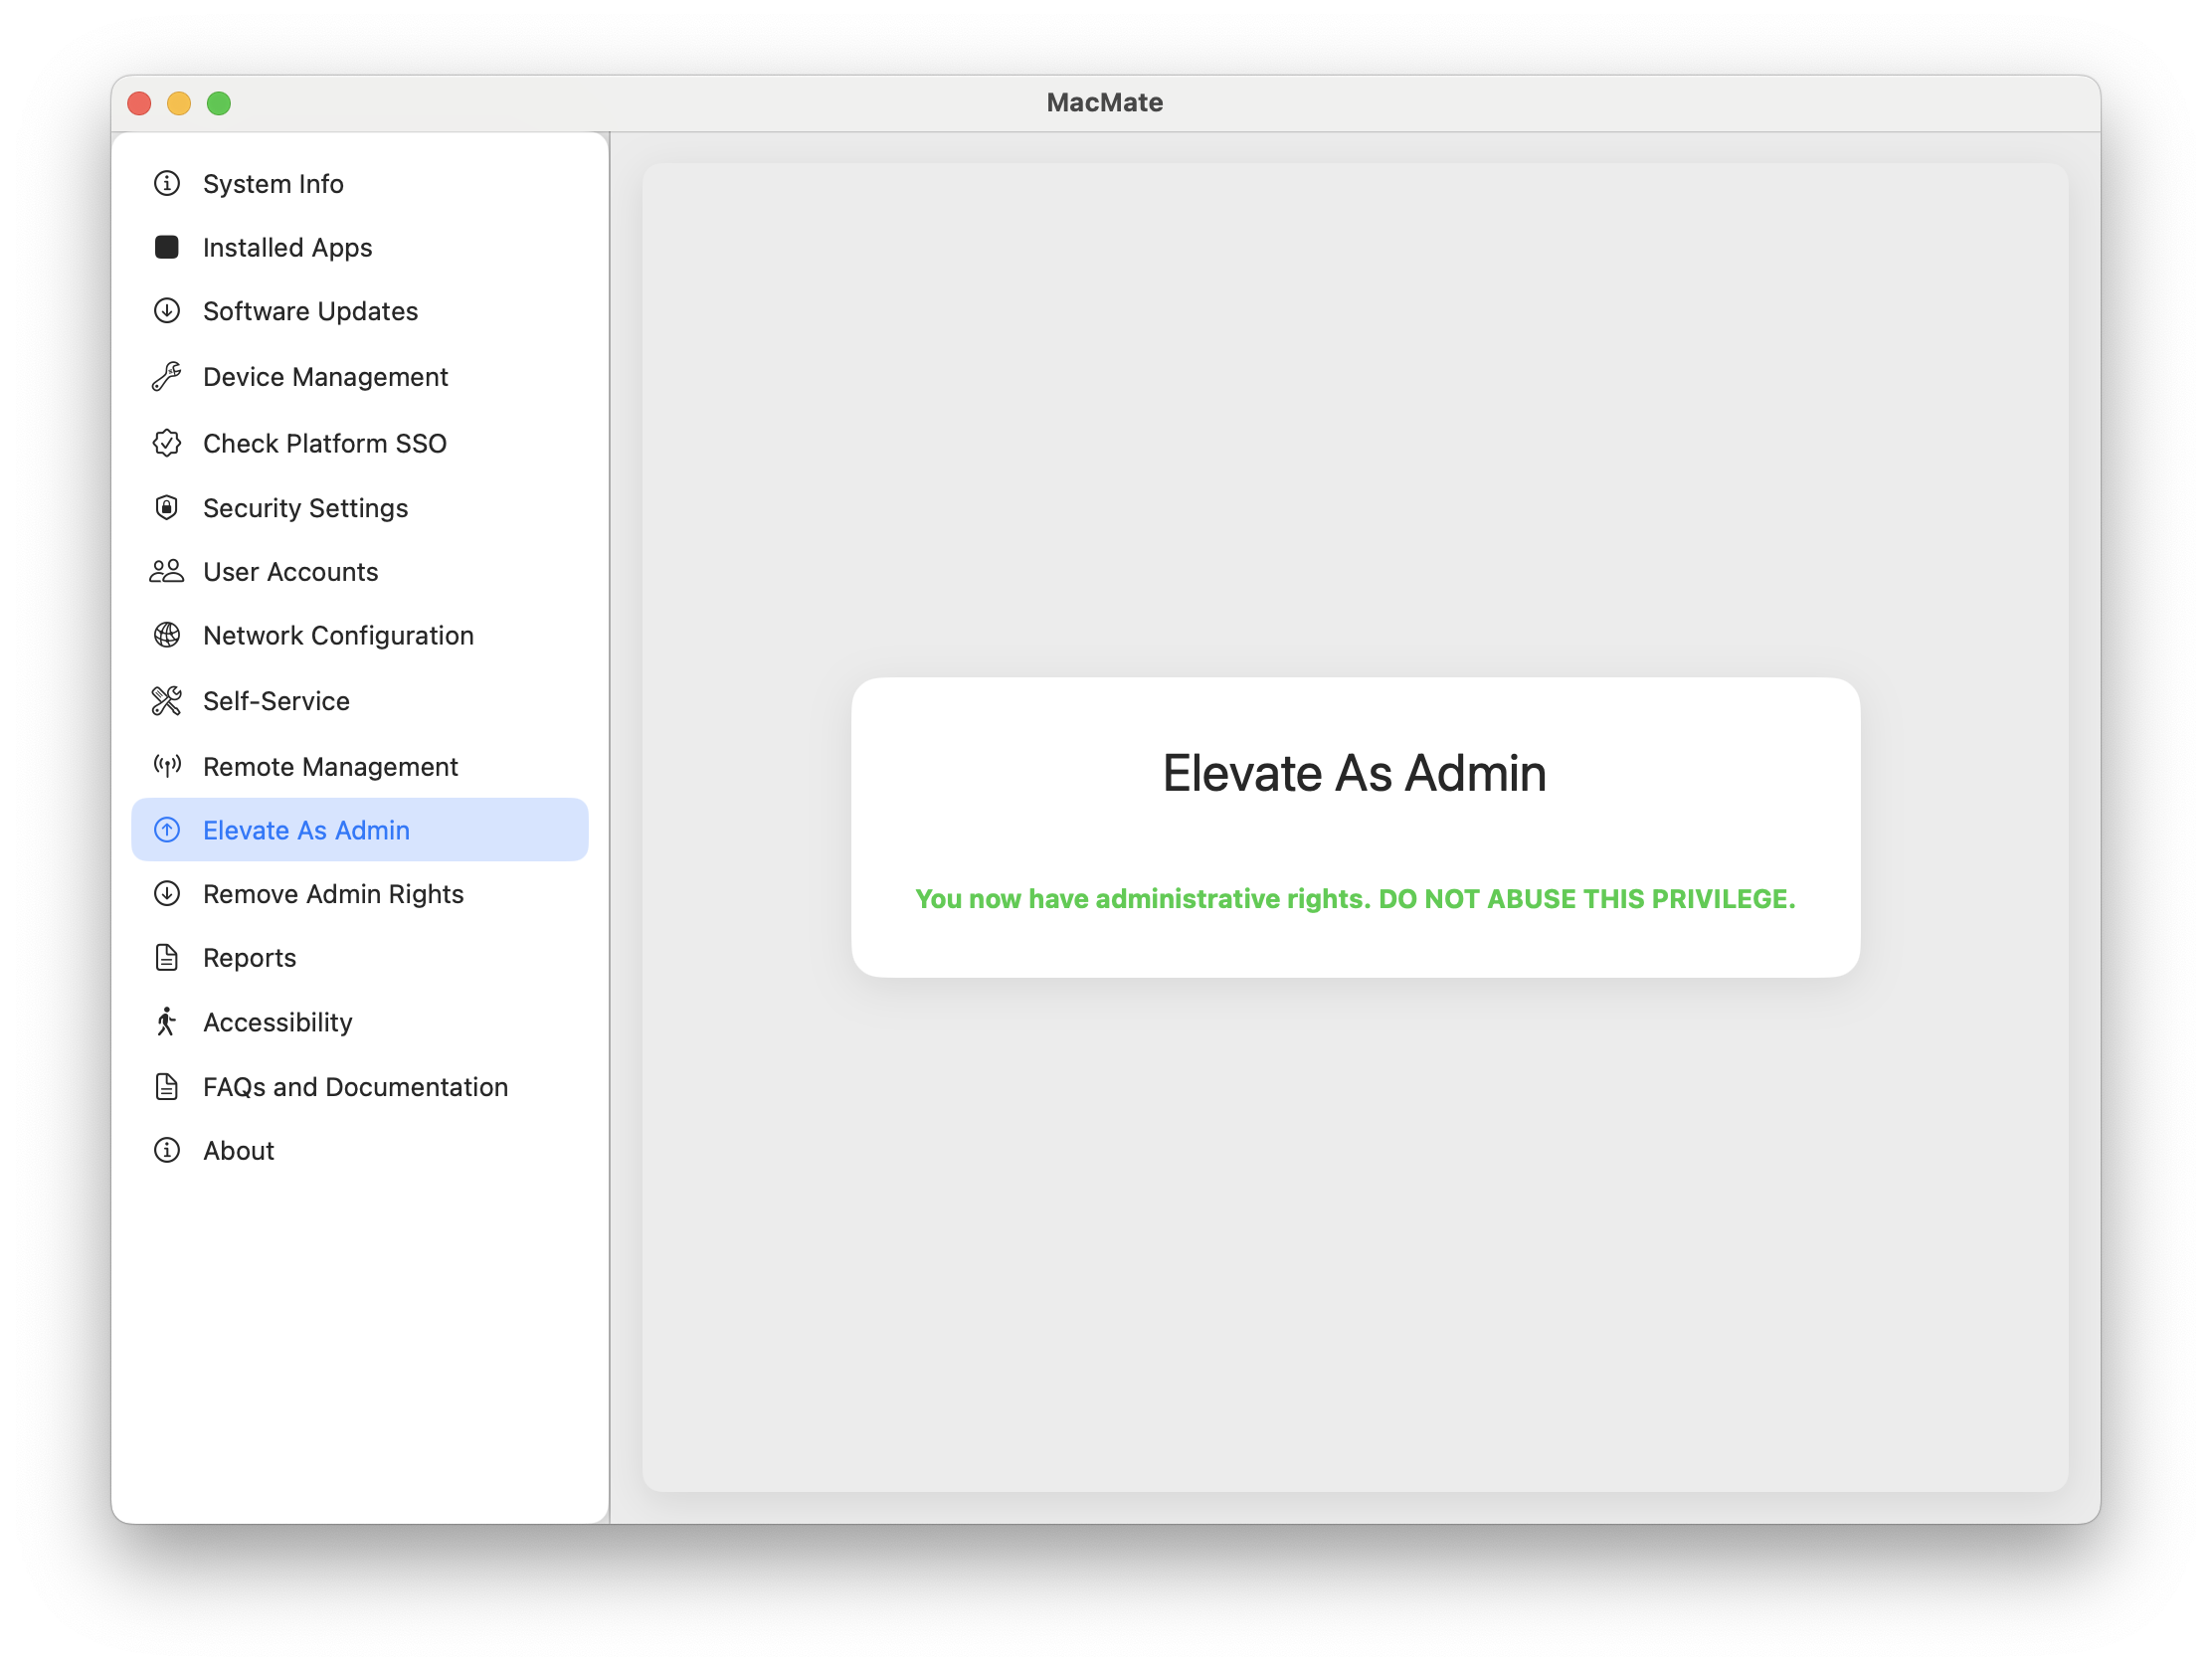 MacMate
System Info
Installed Apps
Software Updates
Device Management
Check Platform SSO
Security Settings
User Accounts
Network Configuration
Self-Service
Remote Management
Elevate As Admin
Remove Admin Rights
Reports
Accessibility
FAQs and Documentation
About
Elevate As Admin
You now have administrative rights. DO NOT ABUSE THIS PRIVILEGE.